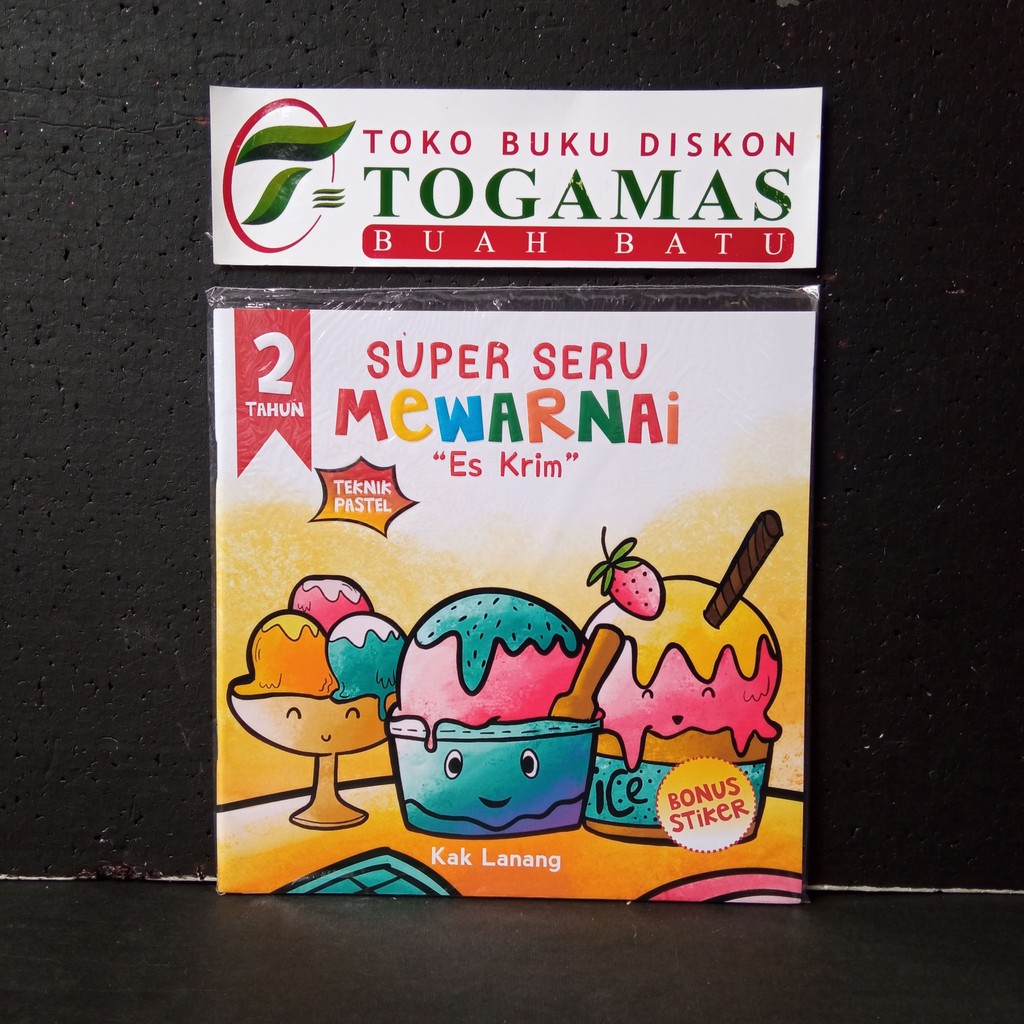 TOKO BUKU DISKON
TOGAMAS
BUAH BATU
2
TAHUN
SUPER SERU
MeWARNAi
“Es Krim”
TEKNIK
PASTEL
iCe
BONUS
STiKER
Kak Lanang